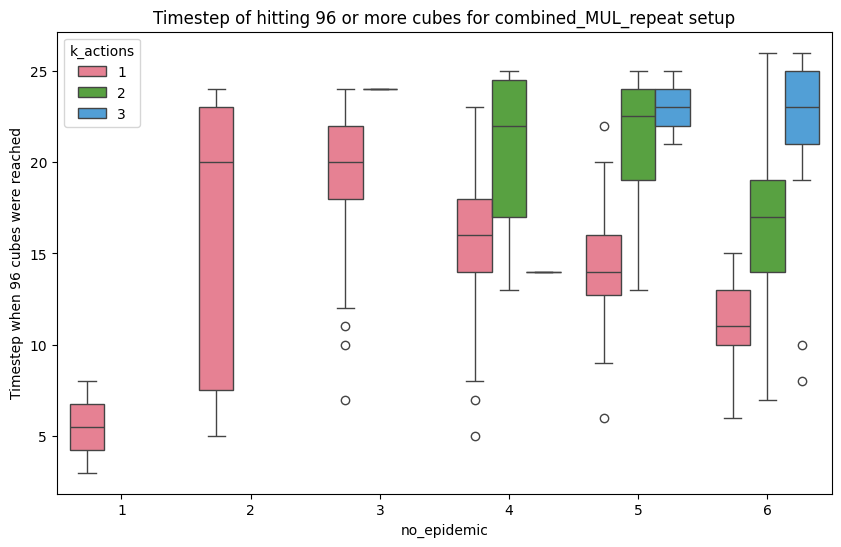 Timestep of hitting 96 or more cubes for combined_MUL_repeat setup
k_actions
1
2
3
Timestep when 96 cubes were reached
25
20
15
10
5
1 2 3 4 5 6
no_epidemic